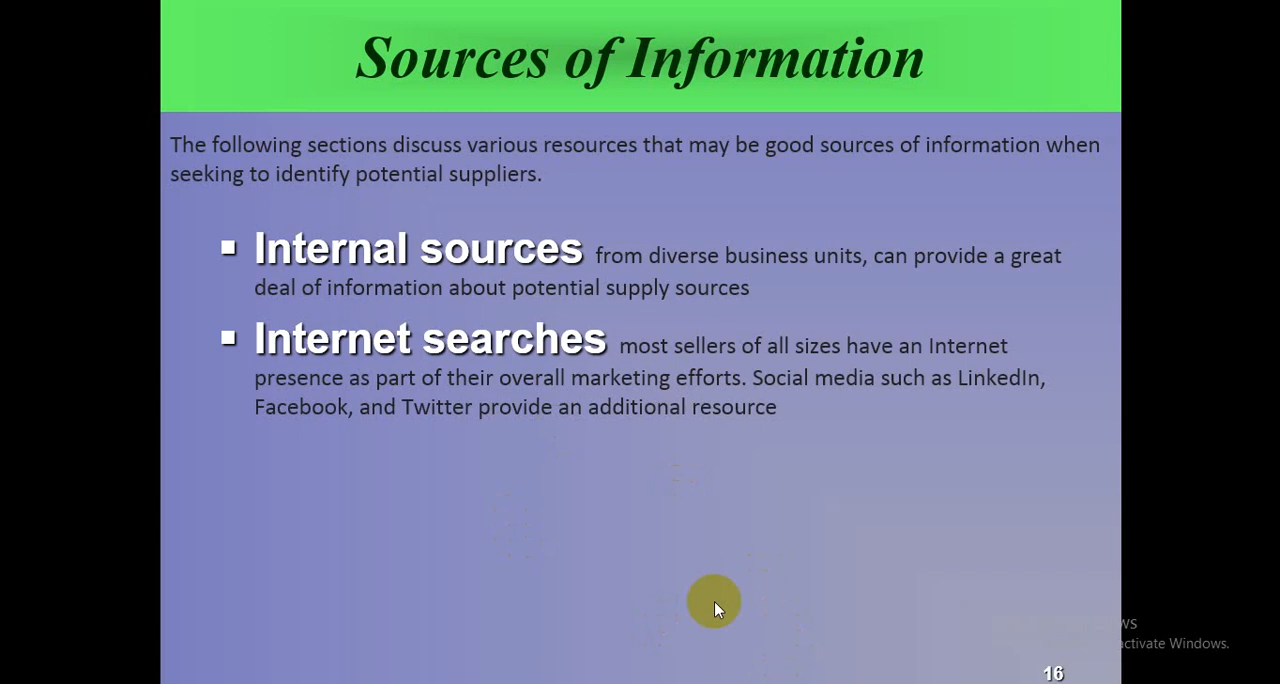 Sources of Information
The following sections discuss various resources that may be good sources of information when
seeking to identify potential suppliers.
▪ Internal sources from diverse business units, can provide a great
deal of information about potential supply sources
▪ Internet searches most sellers of all sizes have an Internet
presence as part of their overall marketing efforts. Social media such as LinkedIn,
Facebook, and Twitter provide an additional resource
Windows.
16